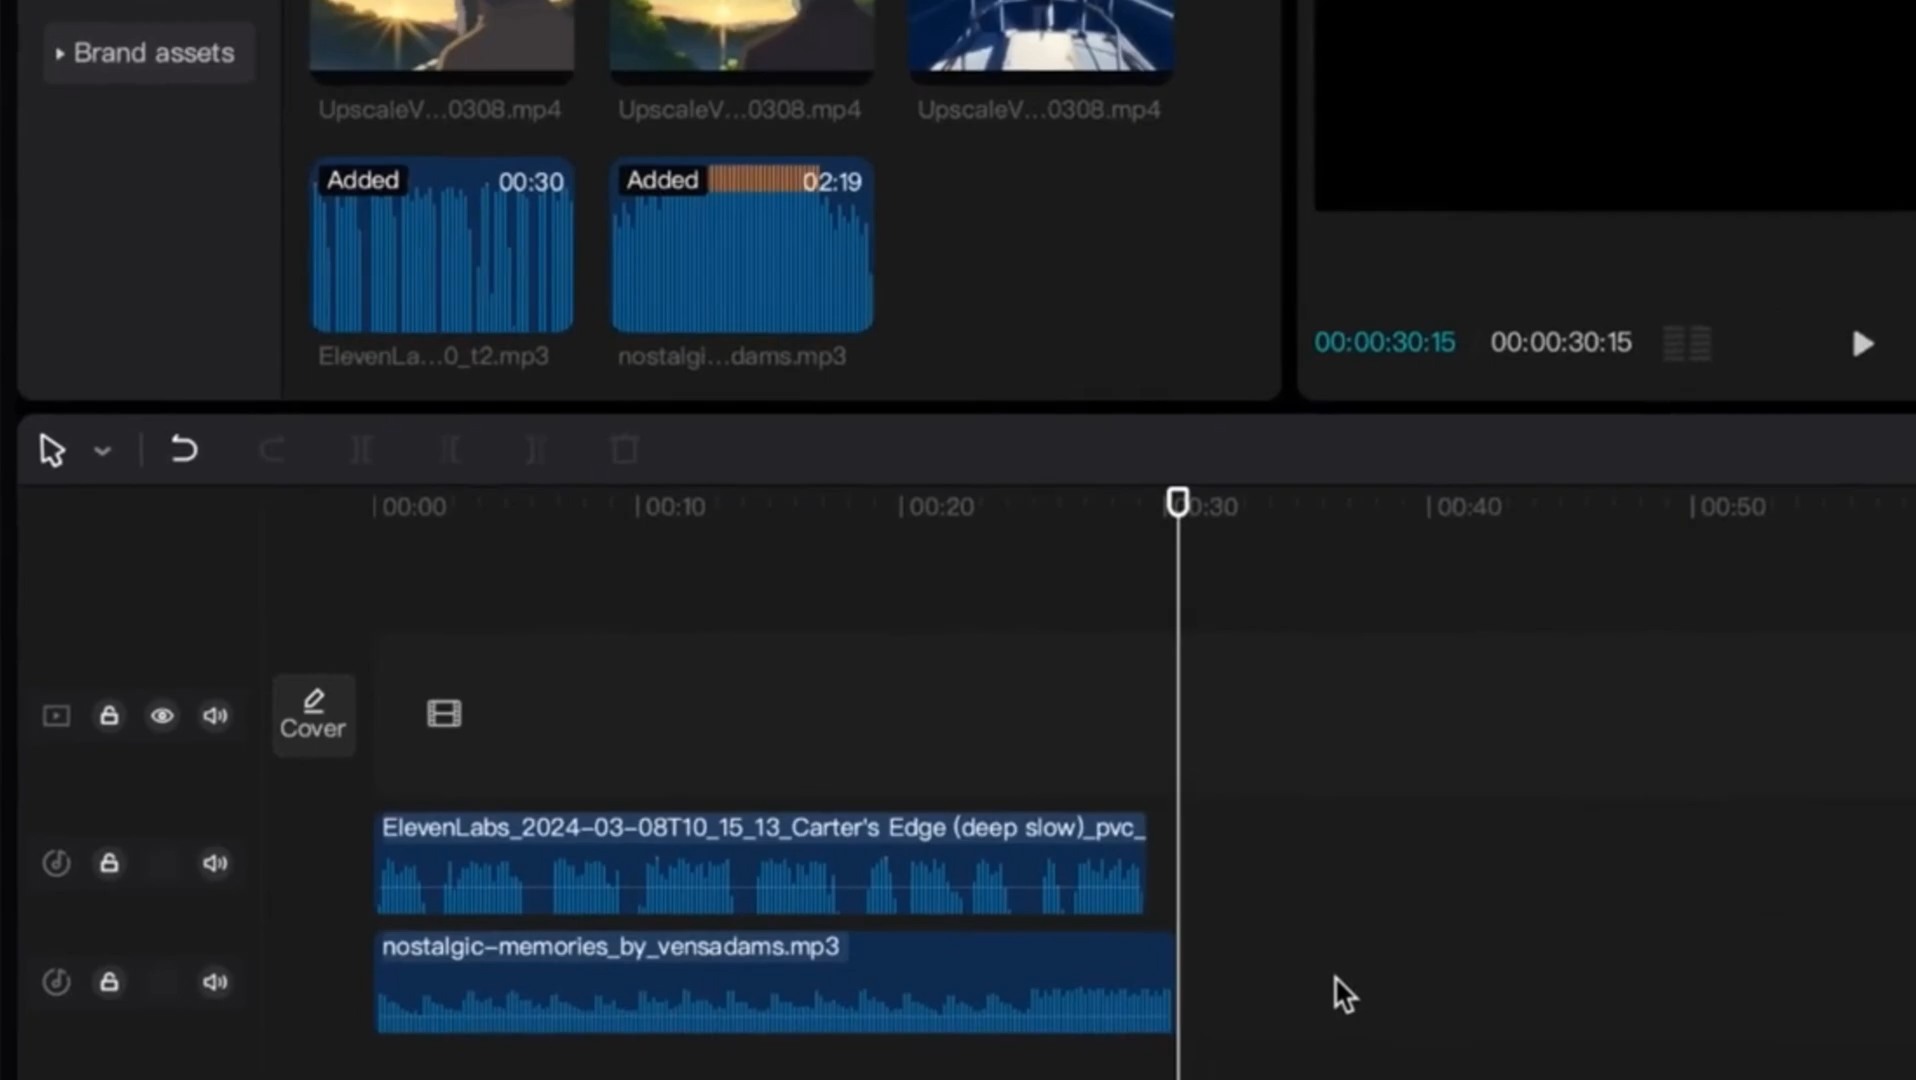 Brand assets
UpscaleV...0308.mp4
UpscaleV...0308.mp4
UpscaleV...0308.mp4
Added
00:30
Added
02:19
ElevenLa...0_t2.mp3
nostalgi...dams.mp3
00:00:30:15
00:00:30:15
00:00
00:10
00:20
00:30
00:40
00:50
Cover
ElevenLabs_2024-03-08T10_15_13_Carter's Edge (deep slow)_pvc_
nostalgic-memories_by_vensadams.mp3